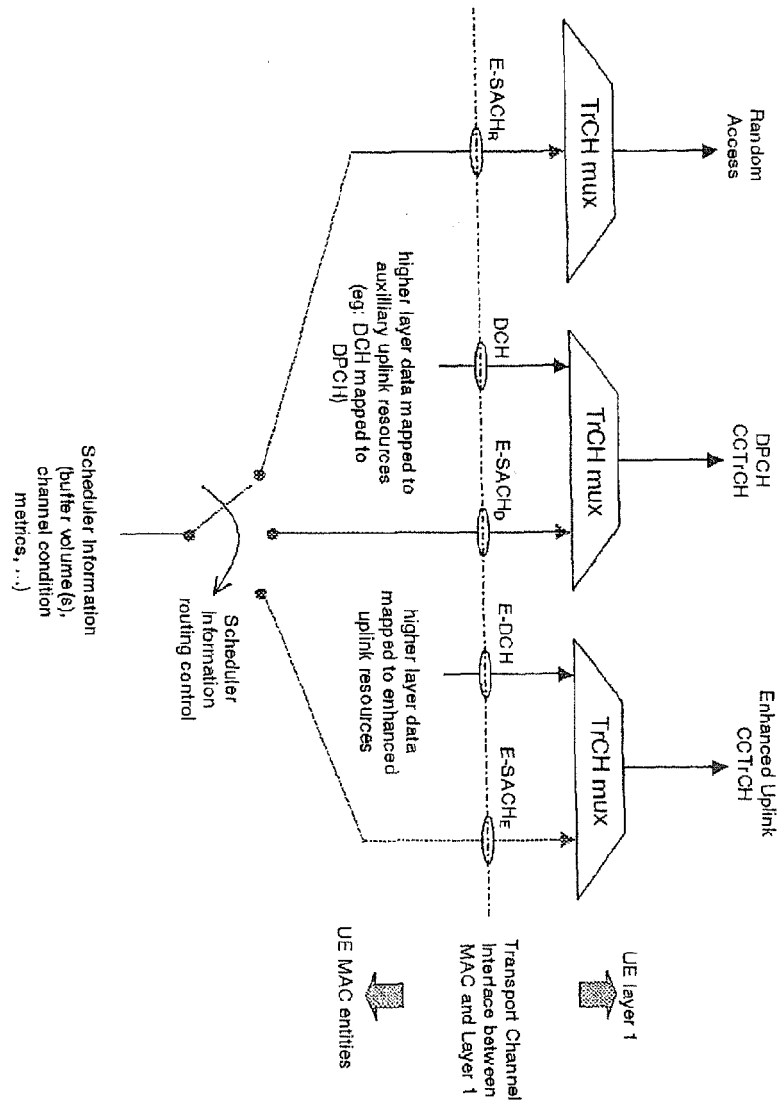 Random
Access
DPCH
CCTrCH
Enhanced Uplink
CCTrCH
TrCH mux
TrCH mux
TrCH mux
UE layer 1
E-SACHR
DCH
E-SACHD
E-DCH
E-SACHE
Transport Channel
Interface between
MAC and Layer 1
higher layer data mapped to
auxilliary uplink resources
(eg: DCH mapped to
DPCH)
higher layer data
mapped to enhanced
uplink resources
UE MAC entities
Scheduler
Information
routing control
Scheduler Information
(buffer volume(s),
channel condition
metrics, ...)